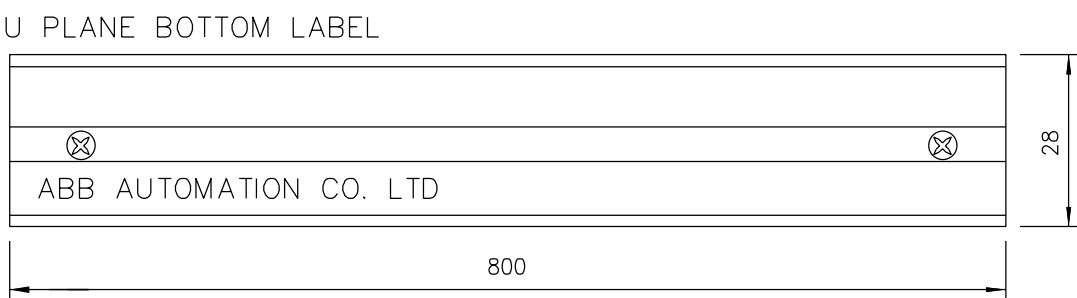 U PLANE BOTTOM LABEL
ABB AUTOMATION CO. LTD
28
800